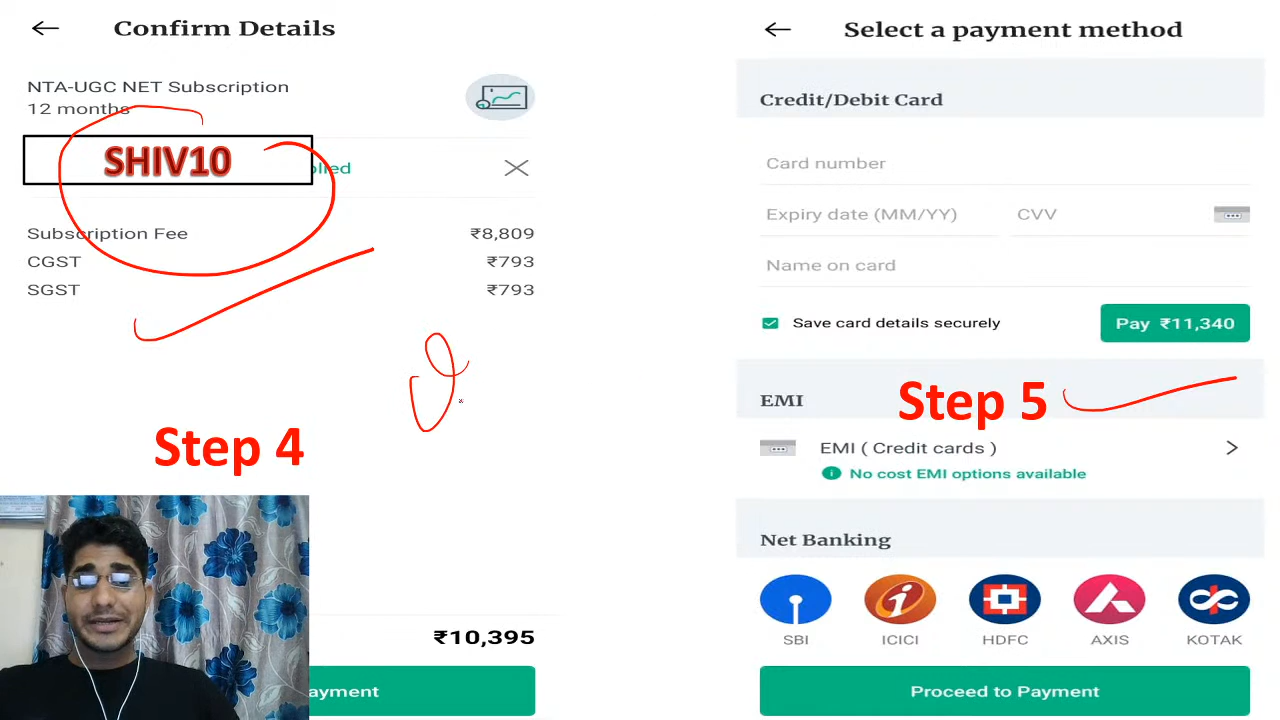 Confirm Details
NTA-UGC NET Subscription
12 months
SHIV10
Subscription Fee ₹8,809
CGST ₹793
SGST ₹793
Step 4
₹10,395
Select a payment method
Credit/Debit Card
Card number
Expiry date (MM/YY) CVV
Name on card
Save card details securely Pay ₹11,340
EMI
Step 5
EMI ( Credit cards )
No cost EMI options available
Net Banking
SBI ICICI HDFC AXIS KOTAK
Proceed to Payment